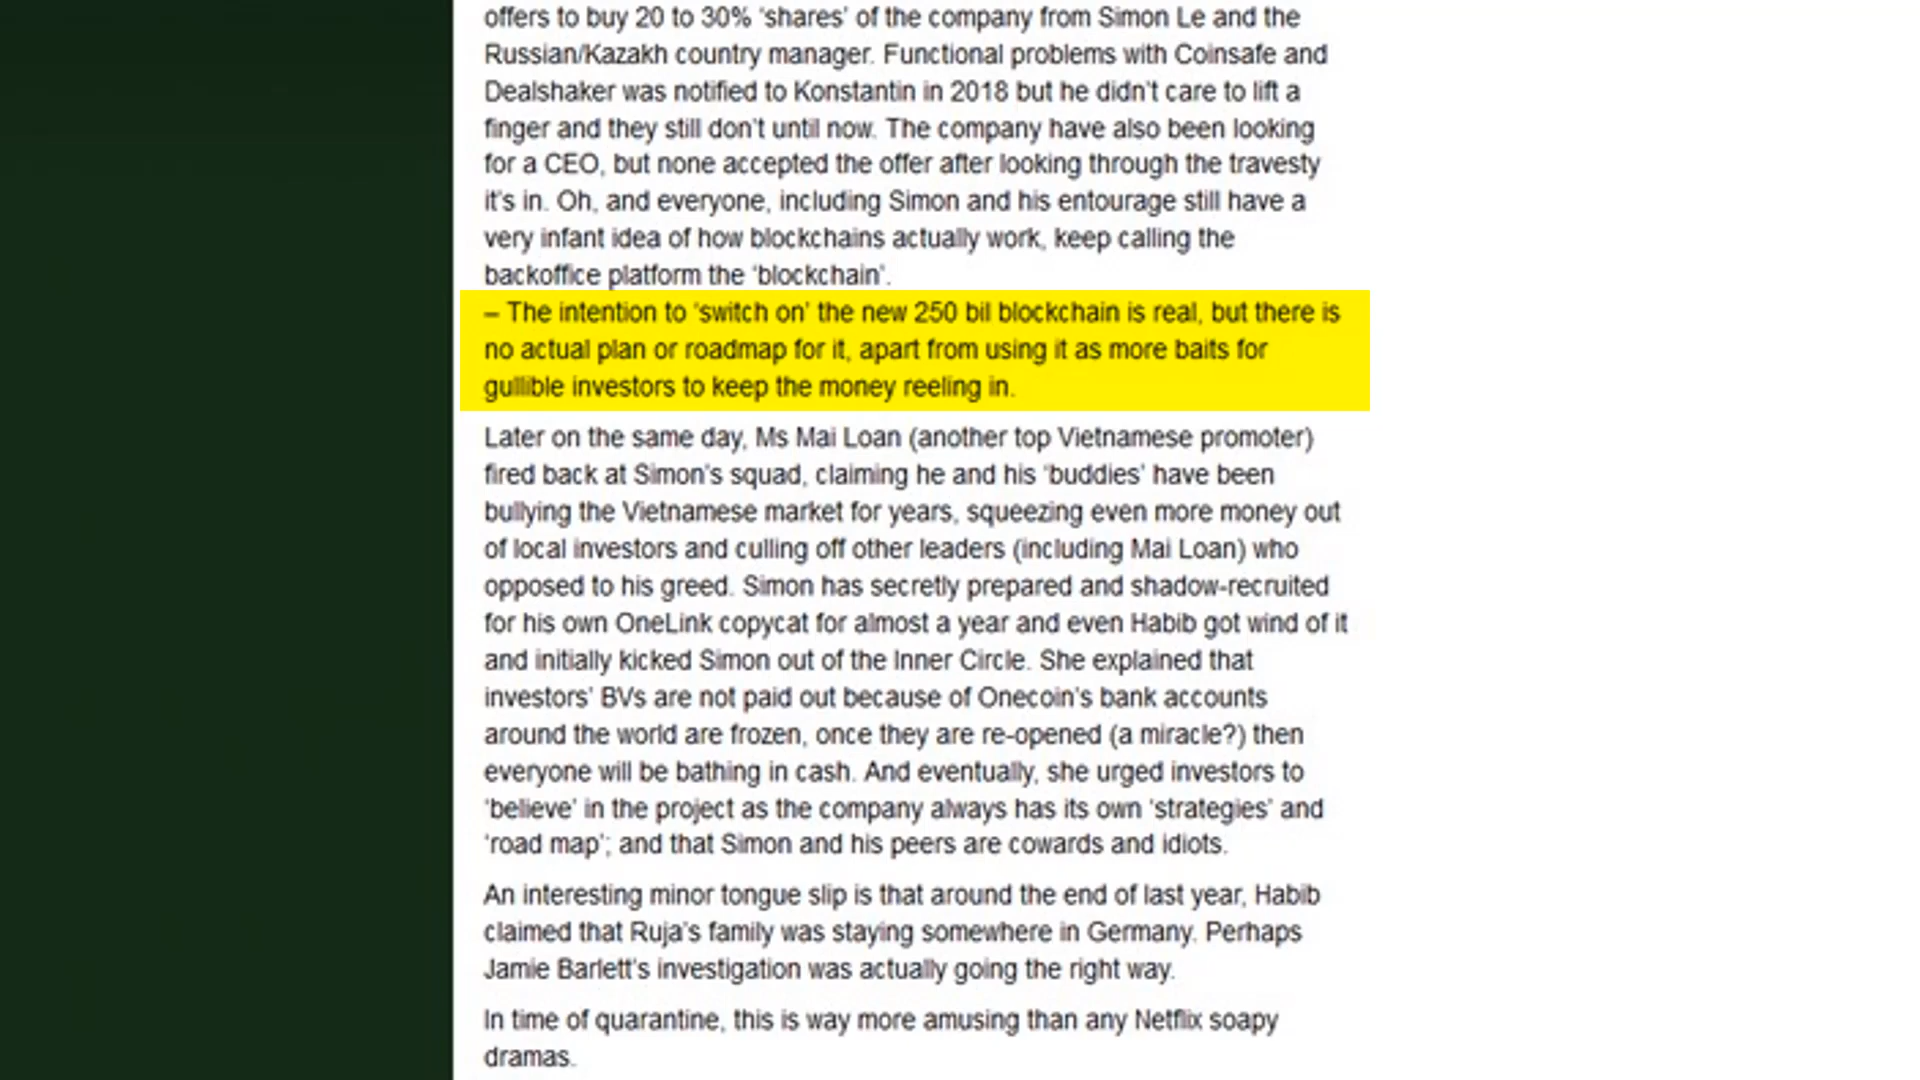 offers to buy 20 to 30% ‘shares’ of the company from Simon Le and the
Russian/Kazakh country manager. Functional problems with Coinsafe and
Dealshaker was notified to Konstantin in 2018 but he didn’t care to lift a
finger and they still don’t until now. The company have also been looking
for a CEO, but none accepted the offer after looking through the travesty
it’s in. Oh, and everyone, including Simon and his entourage still have a
very infant idea of how blockchains actually work, keep calling the
backoffice platform the ‘blockchain’.
– The intention to ‘switch on’ the new 250 bil blockchain is real, but there is
no actual plan or roadmap for it, apart from using it as more baits for
gullible investors to keep the money reeling in.
Later on the same day, Ms Mai Loan (another top Vietnamese promoter)
fired back at Simon’s squad, claiming he and his ‘buddies’ have been
bullying the Vietnamese market for years, squeezing even more money out
of local investors and culling off other leaders (including Mai Loan) who
opposed to his greed. Simon has secretly prepared and shadow-recruited
for his own OneLink copycat for almost a year and even Habib got wind of it
and initially kicked Simon out of the Inner Circle. She explained that
investors’ BVs are not paid out because of Onecoin’s bank accounts
around the world are frozen, once they are re-opened (a miracle?) then
everyone will be bathing in cash. And eventually, she urged investors to
‘believe’ in the project as the company always has its own ‘strategies’ and
‘road map’; and that Simon and his peers are cowards and idiots.
An interesting minor tongue slip is that around the end of last year, Habib
claimed that Ruja’s family was staying somewhere in Germany. Perhaps
Jamie Barlett’s investigation was actually going the right way.
In time of quarantine, this is way more amusing than any Netflix soapy
dramas.